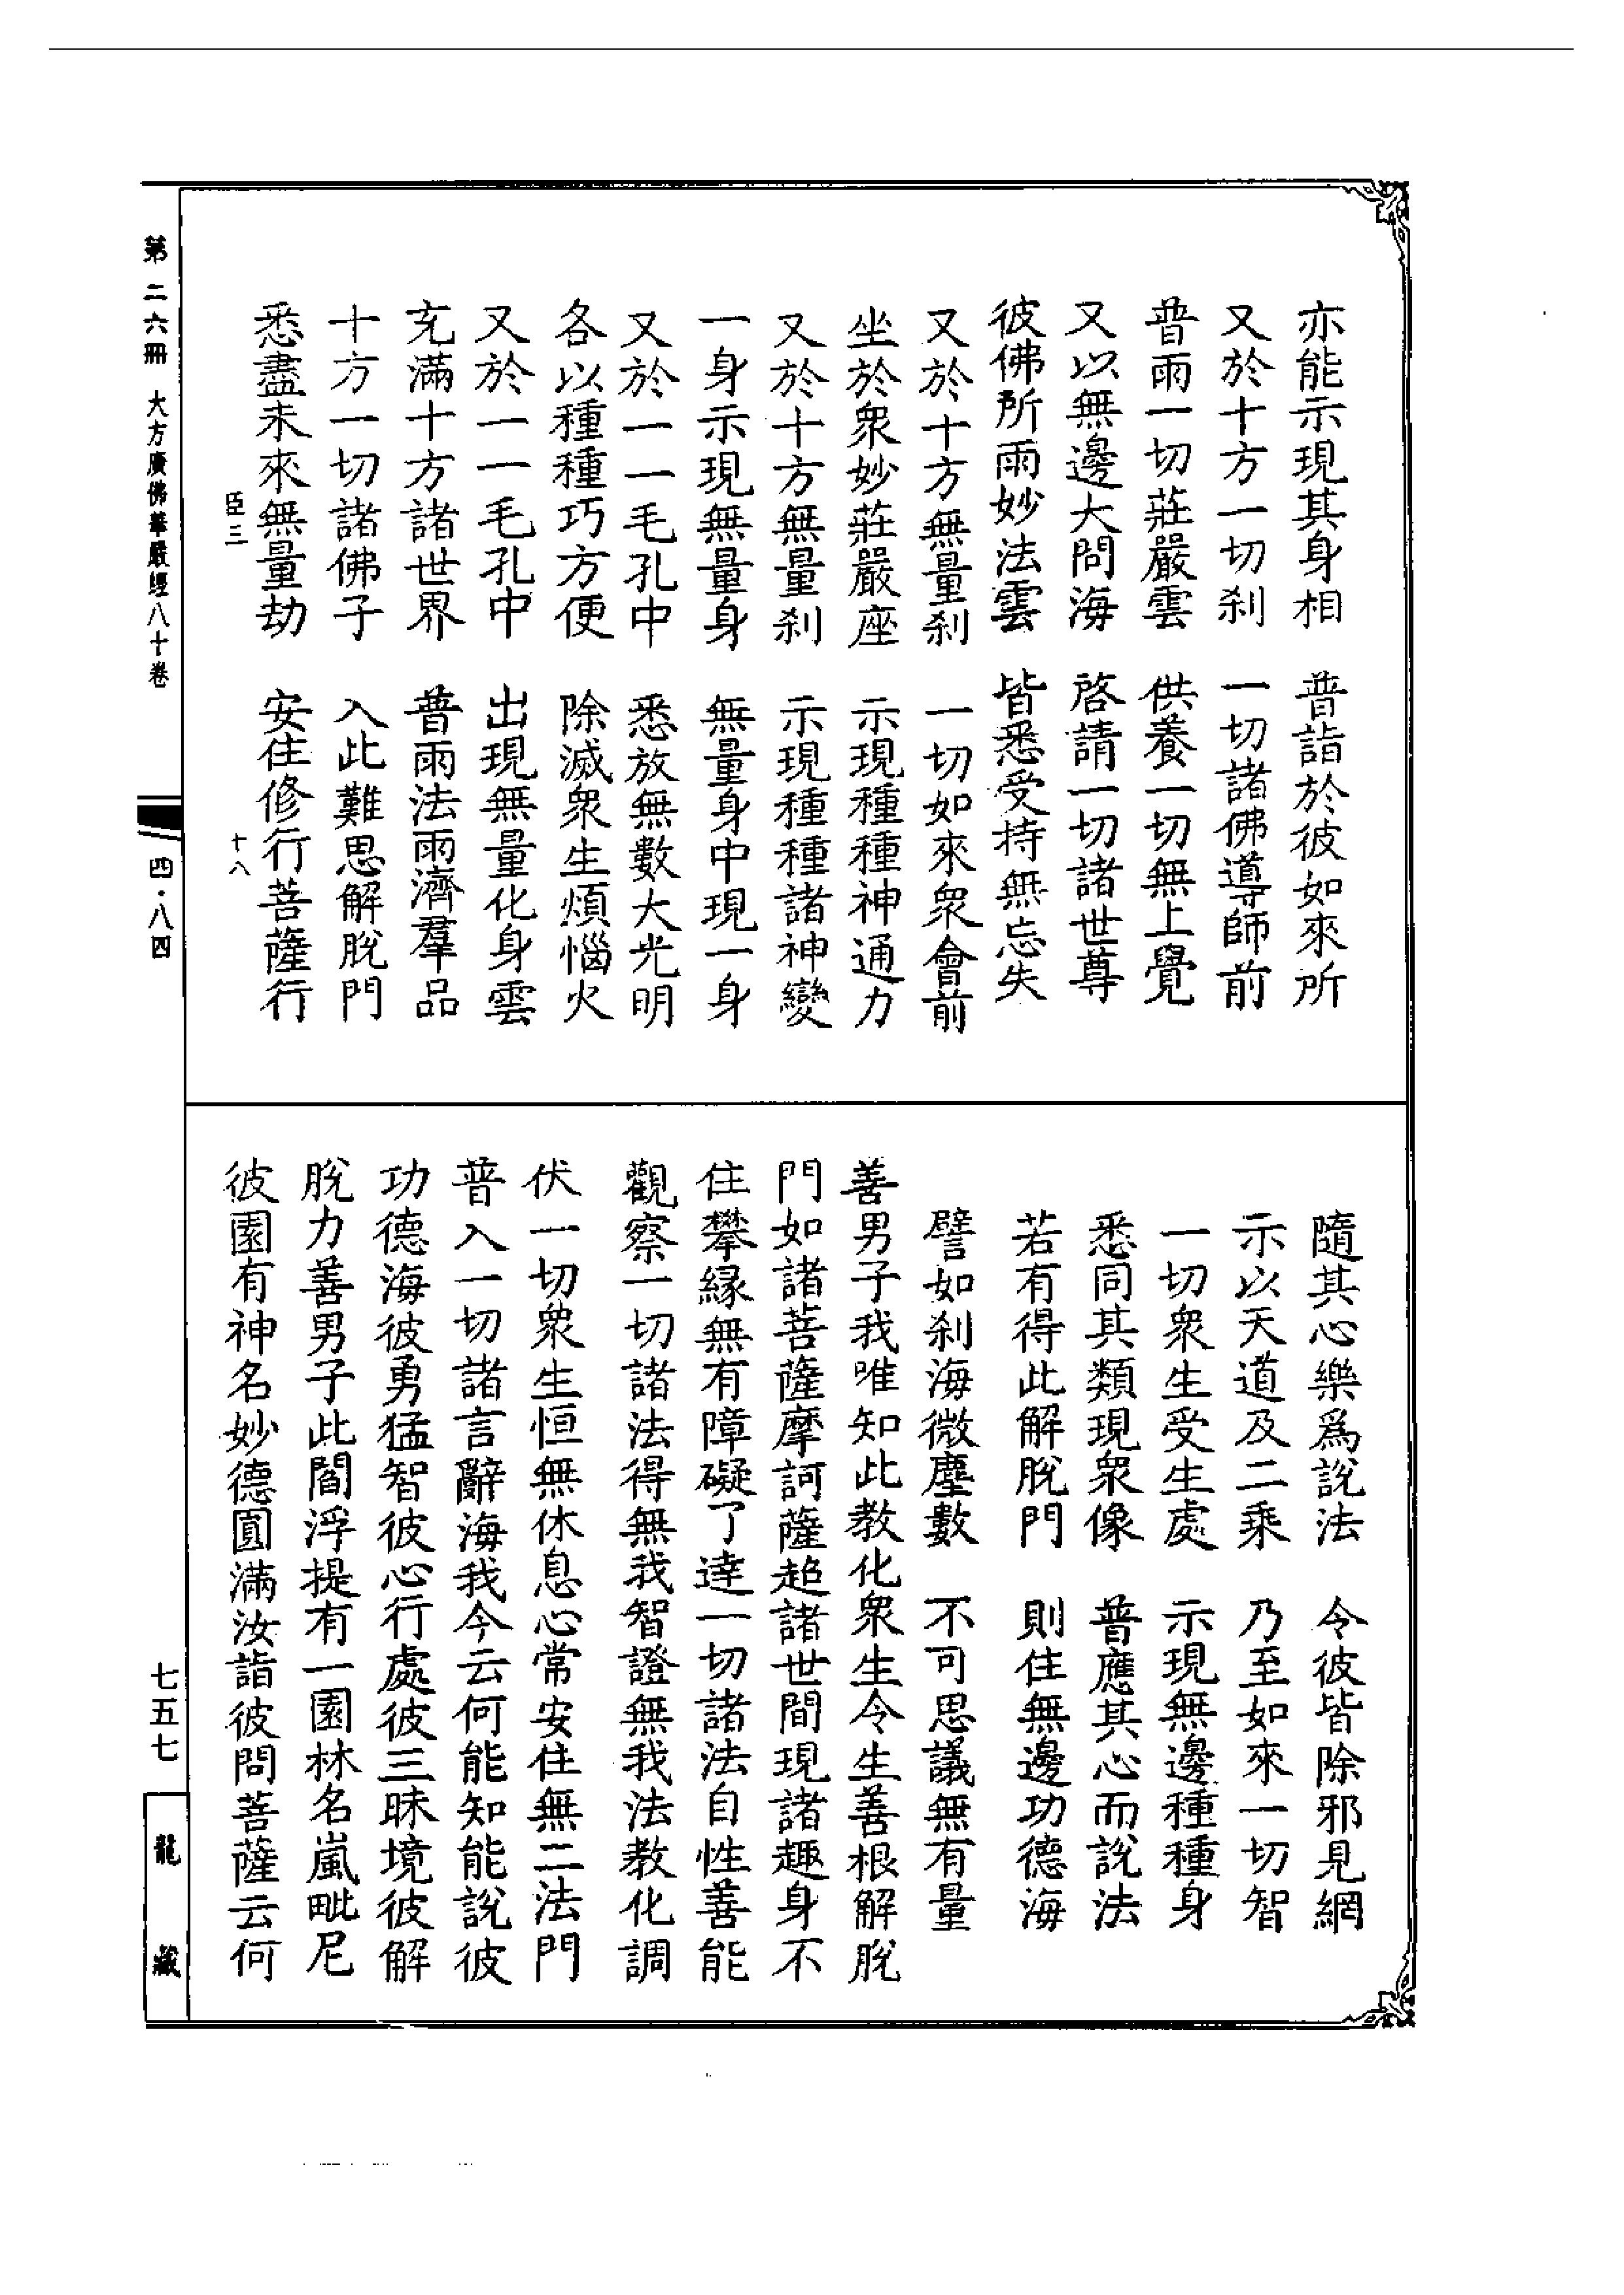 亦能示現其身相　普詣於彼如來所
又於十方一切刹　一切諸佛導師前
普雨一切莊嚴雲　供養一切無上覺
又以無邊大問海　啓請一切諸世尊
彼佛所雨妙法雲　皆悉受持無忘失
又於十方無量刹　一切如來衆會前
坐於衆妙莊嚴座　示現種種神通力
又於十方無量刹　示現種種諸神變
一身示現無量身　無量身中現一身
又於一一毛孔中　悉放無數大光明
各以種種巧方便　除滅衆生煩惱火
又於一一毛孔中　出現無量化身雲
充滿十方諸世界　普雨法雨濟羣品
十方一切諸佛子　入此難思解脫門
悉盡未來無量劫　安住修行菩薩行
臣三　十八
隨其心樂爲說法　令彼皆除邪見網
示以天道及二乘　乃至如來一切智
一切衆生受生處　示現無邊種種身
悉同其類現衆像　普應其心而說法
若有得此解脫門　則住無邊功德海
譬如刹海微塵數　不可思議無有量
善男子我唯知此教化衆生令生善根解脫
門如諸菩薩摩訶薩超諸世間現諸趣身不
住攀緣無有障礙了達一切諸法自性善能
觀察一切諸法得無我智證無我法教化調
伏一切衆生恒無休息心常安住無二法門
普入一切諸言辭海我今云何能知能說彼
功德海彼勇猛智彼心行處彼三昧境彼解
脫力善男子此閻浮提有一園林名嵐毗尼
彼園有神名妙德圓滿汝詣彼問菩薩云何
第二六冊　大方廣佛華嚴經八十卷　四·八四
七五七
龍藏